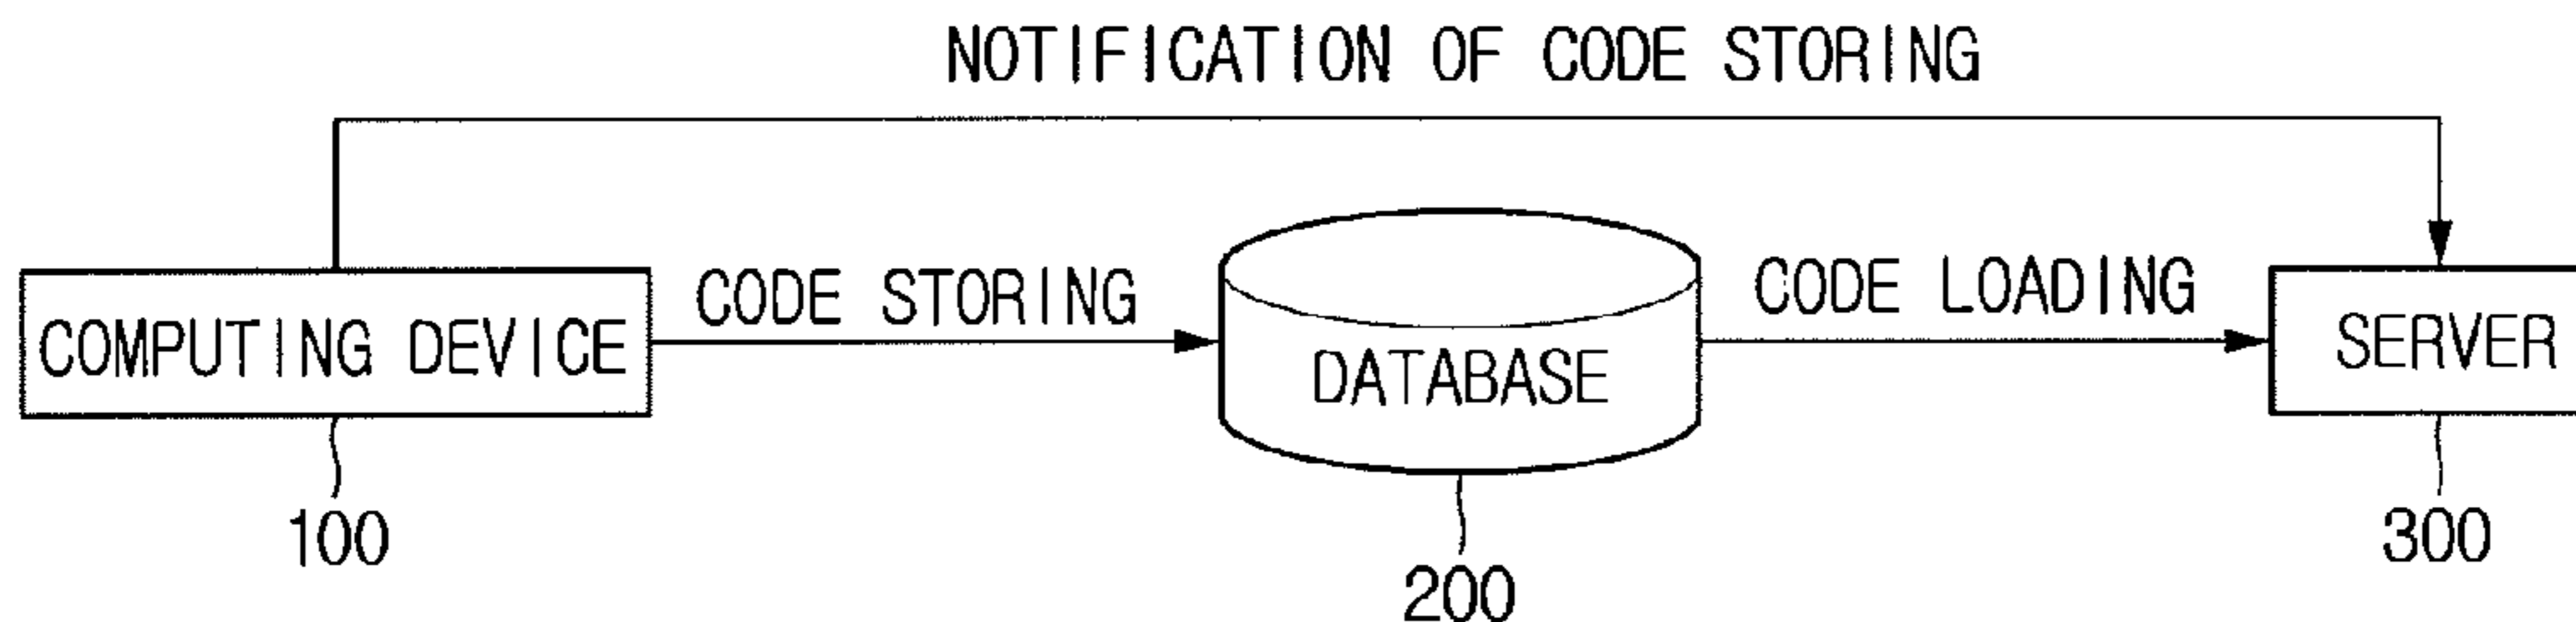 NOTIFICATION OF CODE STORING
COMPUTING DEVICE
CODE STORING
DATABASE
CODE LOADING
SERVER
100
200
300